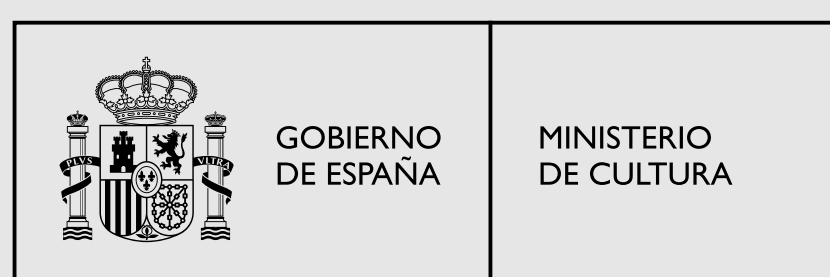 GOBIERNO
DE ESPAÑA
MINISTERIO
DE CULTURA
PLVS
VLTRA